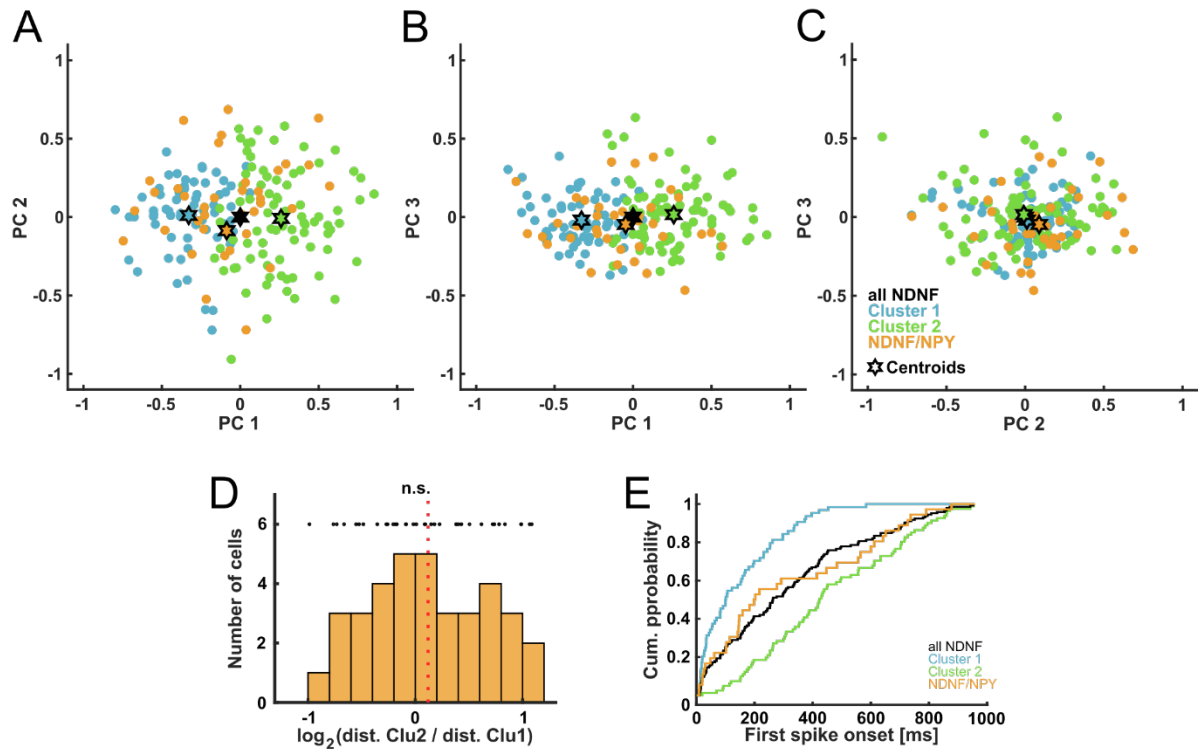 A
B
C
1
0.5
0
-0.5
-1
PC 2
-1
-0.5
0
0.5
1
PC 1
1
0.5
0
-0.5
-1
PC 3
-1
-0.5
0
0.5
1
PC 1
1
0.5
0
-0.5
-1
PC 3
all NDNF
Cluster 1
Cluster 2
NDNF/NPY
Centroids
-1
-0.5
0
0.5
1
PC 2
D
n.s.
6
4
2
0
Number of cells
-1
0
1
log2(dist. Clu2 / dist. Clu1)
E
1
0.8
0.6
0.4
0.2
Cum. pprobability
all NDNF
Cluster 1
Cluster 2
NDNF/NPY
0
200
400
600
800
1000
First spike onset [ms]